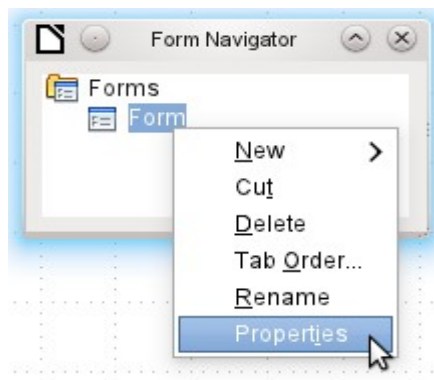 Form Navigator
Forms
Form
New
Cut
Delete
Tab Order...
Rename
Properties